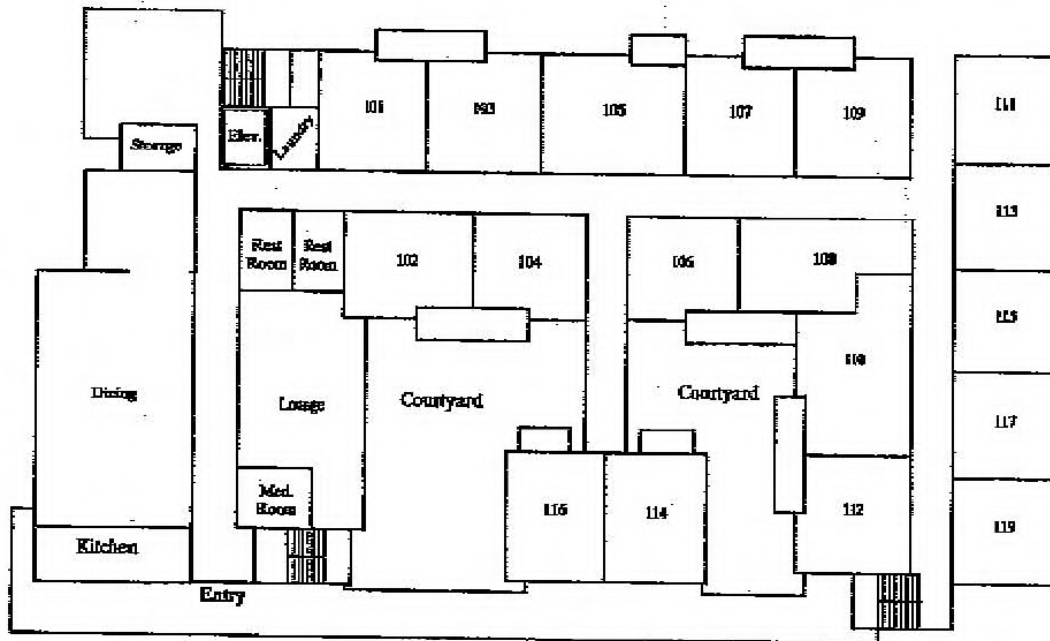 101
103
105
107
109
111
Elev.
Laundry
Storage
113
Rest
Room
Rest
Room
102
104
106
108
115
110
Dining
Lounge
Courtyard
Courtyard
117
Med.
Room
116
114
112
119
Kitchen
Entry